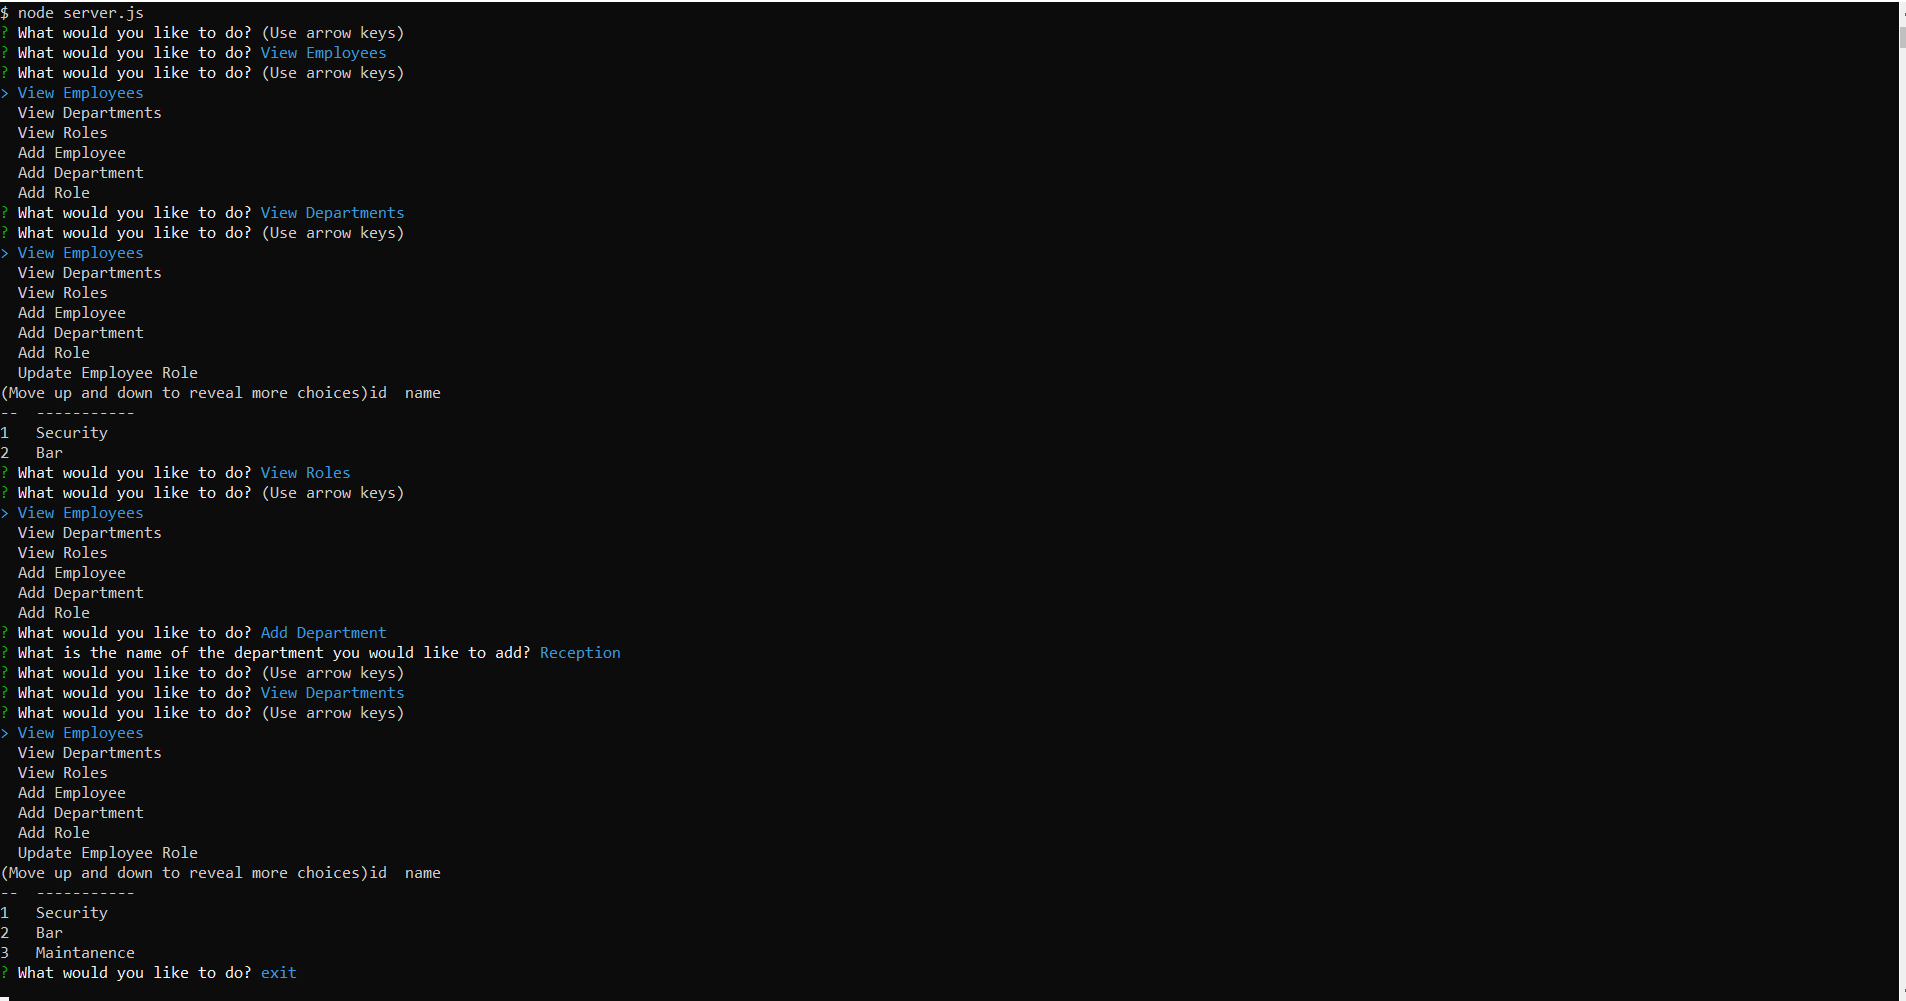 $ node server.js
? What would you like to do? (Use arrow keys)
? What would you like to do? View Employees
? What would you like to do? (Use arrow keys)
> View Employees
  View Departments
  View Roles
  Add Employee
  Add Department
  Add Role
? What would you like to do? View Departments
? What would you like to do? (Use arrow keys)
> View Employees
  View Departments
  View Roles
  Add Employee
  Add Department
  Add Role
  Update Employee Role
(Move up and down to reveal more choices)id  name
--  -----------
1   Security
2   Bar
? What would you like to do? View Roles
? What would you like to do? (Use arrow keys)
> View Employees
  View Departments
  View Roles
  Add Employee
  Add Department
  Add Role
? What would you like to do? Add Department
? What is the name of the department you would like to add? Reception
? What would you like to do? (Use arrow keys)
? What would you like to do? View Departments
? What would you like to do? (Use arrow keys)
> View Employees
  View Departments
  View Roles
  Add Employee
  Add Department
  Add Role
  Update Employee Role
(Move up and down to reveal more choices)id  name
--  -----------
1   Security
2   Bar
3   Maintanence
? What would you like to do? exit